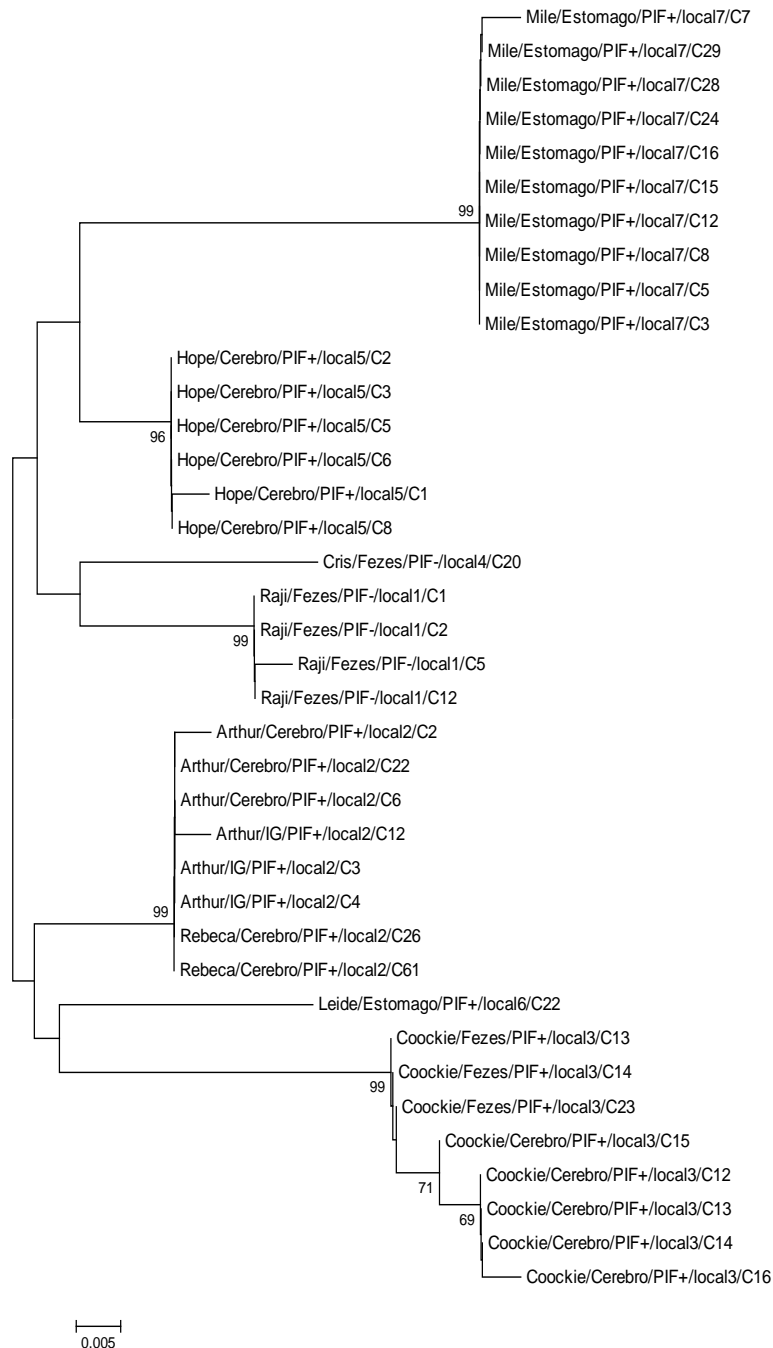 Mile/Estomago/PIF+/local7/C7
Mile/Estomago/PIF+/local7/C29
Mile/Estomago/PIF+/local7/C28
Mile/Estomago/PIF+/local7/C24
Mile/Estomago/PIF+/local7/C16
Mile/Estomago/PIF+/local7/C15
99
Mile/Estomago/PIF+/local7/C12
Mile/Estomago/PIF+/local7/C8
Mile/Estomago/PIF+/local7/C5
Mile/Estomago/PIF+/local7/C3
Hope/Cerebro/PIF+/local5/C2
Hope/Cerebro/PIF+/local5/C3
Hope/Cerebro/PIF+/local5/C5
96
Hope/Cerebro/PIF+/local5/C6
Hope/Cerebro/PIF+/local5/C1
Hope/Cerebro/PIF+/local5/C8
Cris/Fezes/PIF-/local4/C20
Raji/Fezes/PIF-/local1/C1
Raji/Fezes/PIF-/local1/C2
99
Raji/Fezes/PIF-/local1/C5
Raji/Fezes/PIF-/local1/C12
Arthur/Cerebro/PIF+/local2/C2
Arthur/Cerebro/PIF+/local2/C22
Arthur/Cerebro/PIF+/local2/C6
Arthur/IG/PIF+/local2/C12
Arthur/IG/PIF+/local2/C3
Arthur/IG/PIF+/local2/C4
99
Rebeca/Cerebro/PIF+/local2/C26
Rebeca/Cerebro/PIF+/local2/C61
Leide/Estomago/PIF+/local6/C22
Coockie/Fezes/PIF+/local3/C13
Coockie/Fezes/PIF+/local3/C14
99
Coockie/Fezes/PIF+/local3/C23
Coockie/Cerebro/PIF+/local3/C15
Coockie/Cerebro/PIF+/local3/C12
71
Coockie/Cerebro/PIF+/local3/C13
69
Coockie/Cerebro/PIF+/local3/C14
Coockie/Cerebro/PIF+/local3/C16
0.005